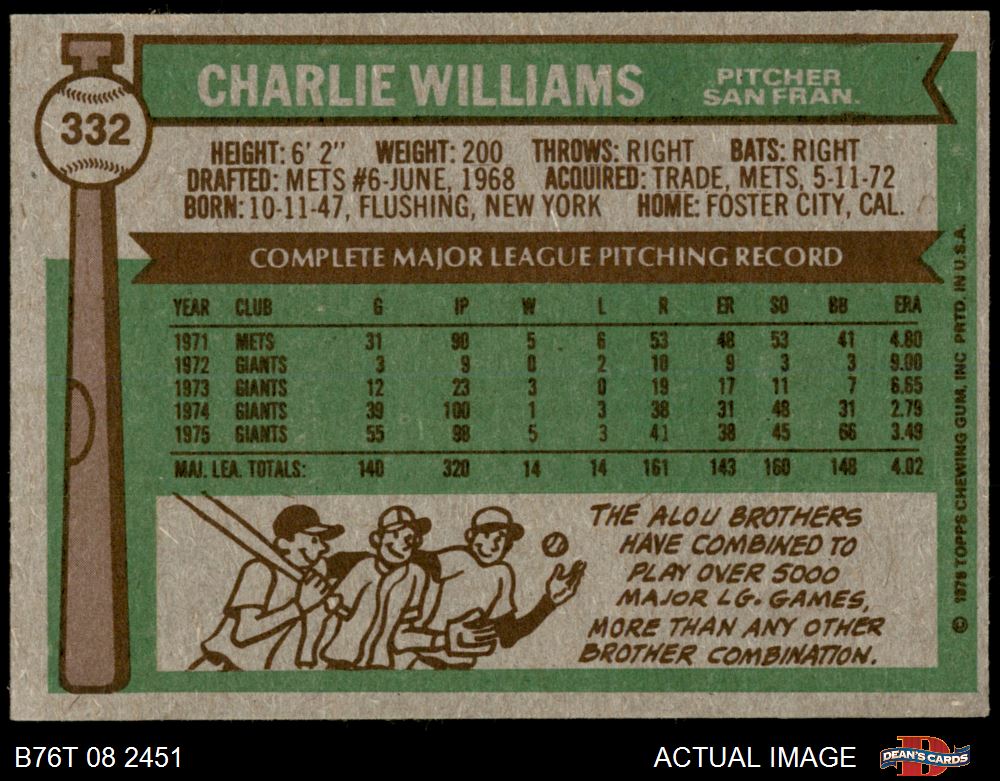 332
CHARLIE WILLIAMS
PITCHER
SAN FRAN.
HEIGHT: 6' 2" WEIGHT: 200 THROWS: RIGHT BATS: RIGHT
DRAFTED: METS #6-JUNE, 1968 ACQUIRED: TRADE, METS, 5-11-72
BORN: 10-11-47, FLUSHING, NEW YORK HOME: FOSTER CITY, CAL.
COMPLETE MAJOR LEAGUE PITCHING RECORD
YEAR CLUB G IP W L R ER SO BB ERA
1971 METS 31 90 5 6 53 48 53 41 4.80
1972 GIANTS 3 9 0 2 10 9 3 3 9.00
1973 GIANTS 12 23 3 0 19 17 11 7 6.65
1974 GIANTS 39 100 1 3 38 31 48 31 2.79
1975 GIANTS 55 98 5 3 41 38 45 66 3.49
MAJ. LEA. TOTALS: 140 320 14 14 161 143 160 148 4.02
THE ALOU BROTHERS
HAVE COMBINED TO
PLAY OVER 5000
MAJOR LG. GAMES,
MORE THAN ANY OTHER
BROTHER COMBINATION.
© 1976 TOPPS CHEWING GUM, INC PRTD. IN U.S.A.
B76T 08 2451
ACTUAL IMAGE
D
DEAN'S CARDS